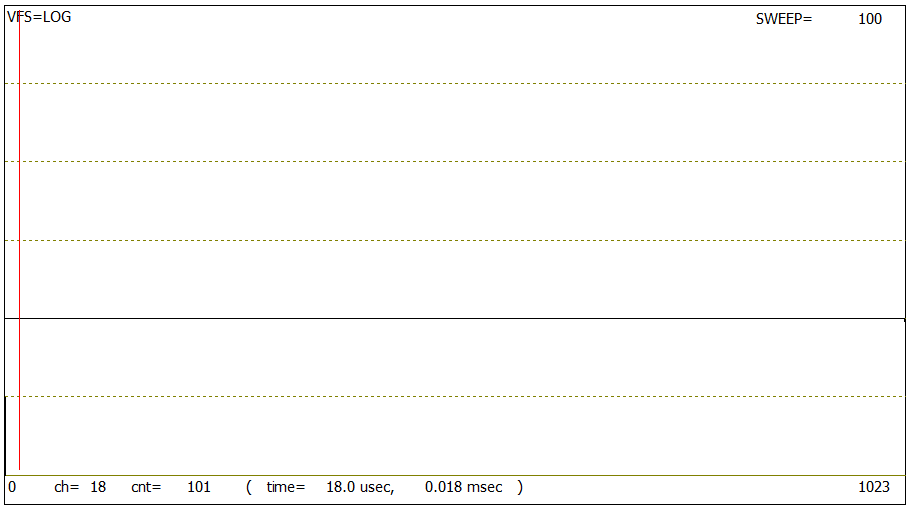 VFS=LOG SWEEP= 100
0 ch= 18 cnt= 101 ( time= 18.0 usec, 0.018 msec ) 1023